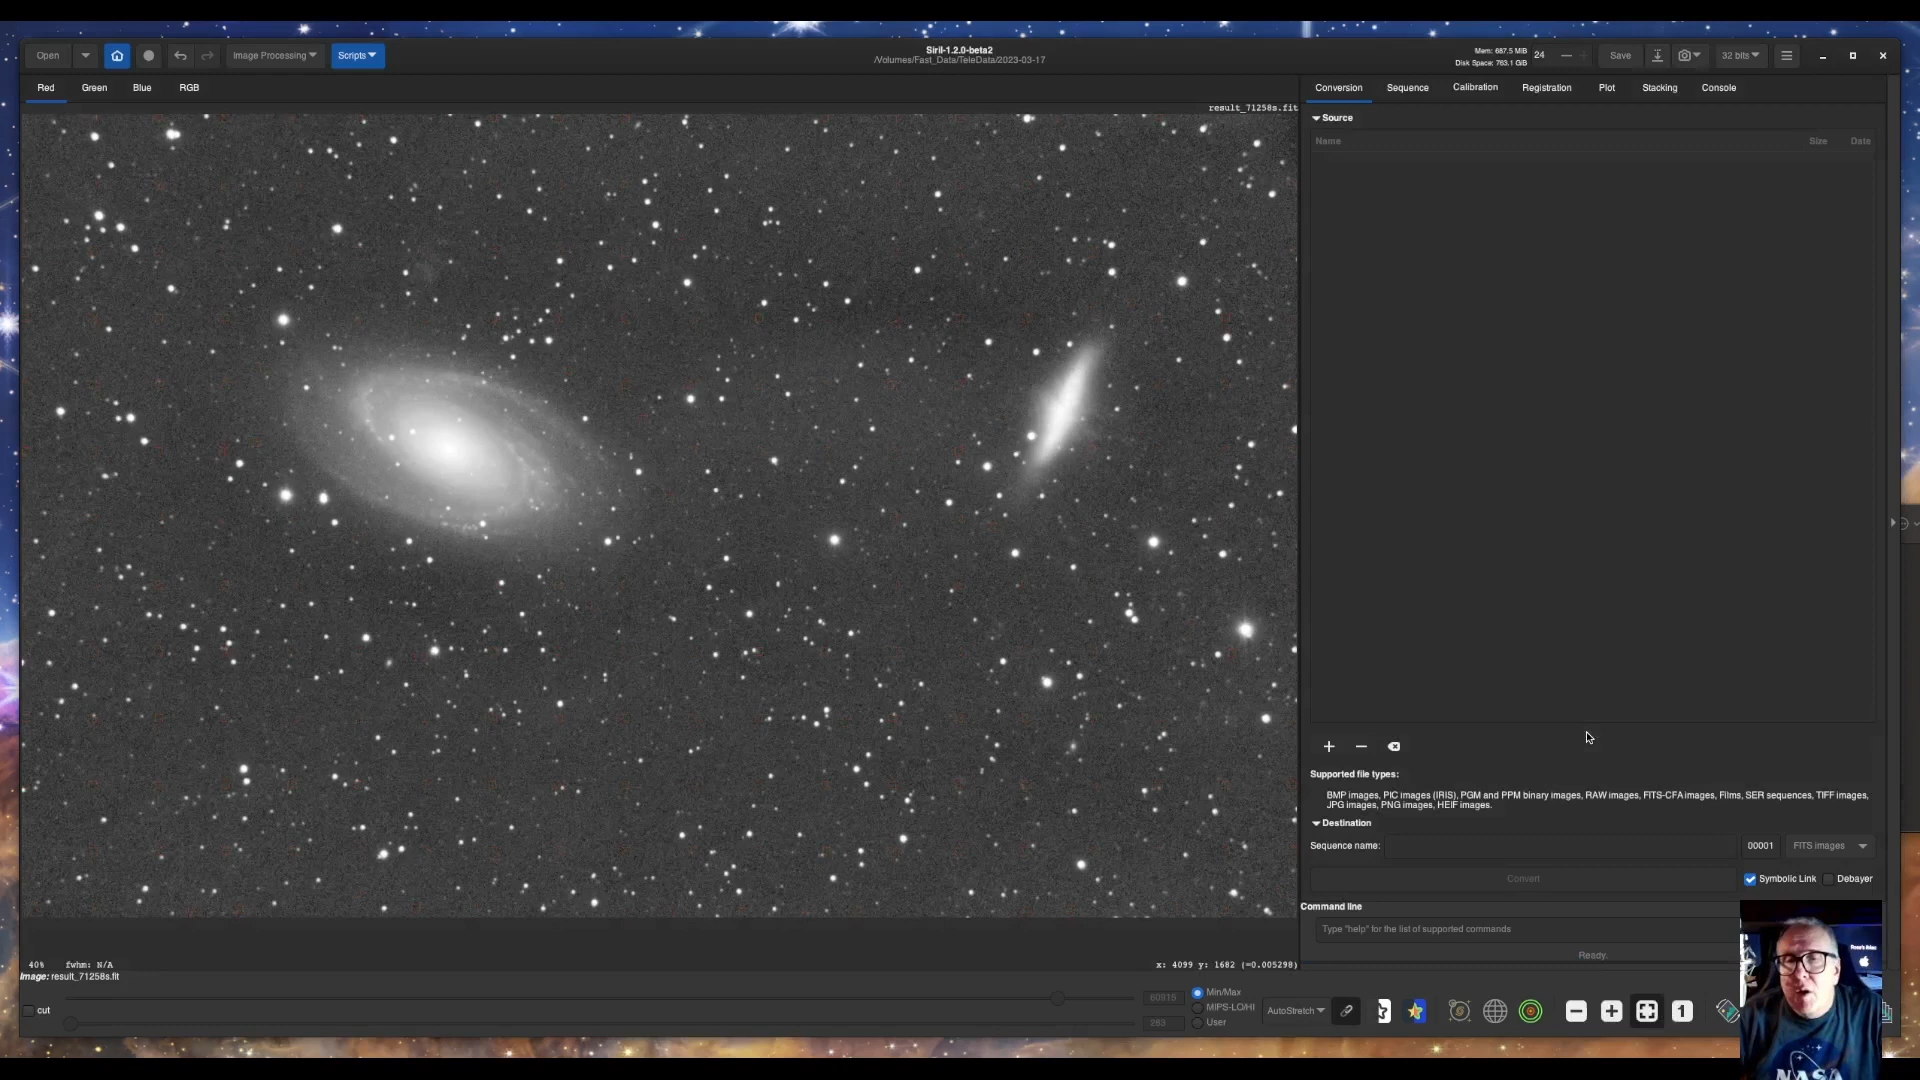 Open
Image Processing
Scripts
Siril-1.2.0-beta2
/Volumes/Fast_Data/TeleData/2023-03-17
Mem: 687.5 MiB
Disk Space: 763.1 GiB
24
Save
32 bits
Red Green Blue RGB
result_71258s.fit
Conversion Sequence Calibration Registration Plot Stacking Console
Source
Name Size Date
Supported file types:
BMP images, PIC images (IRIS), PGM and PPM binary images, RAW images, FITS-CFA images, Films, SER sequences, TIFF images,
JPG images, PNG images, HEIF images.
Destination
Sequence name: 00001 FITS images
Convert Symbolic Link Debayer
Command line
Type "help" for the list of supported commands
Ready.
40% fwhm: N/A
x: 4099 y: 1682 (=0.005298)
Image: result_71258s.fit
60915
Min/Max
MIPS-LO/HI
cut
AutoStretch
1
263
User
NASA